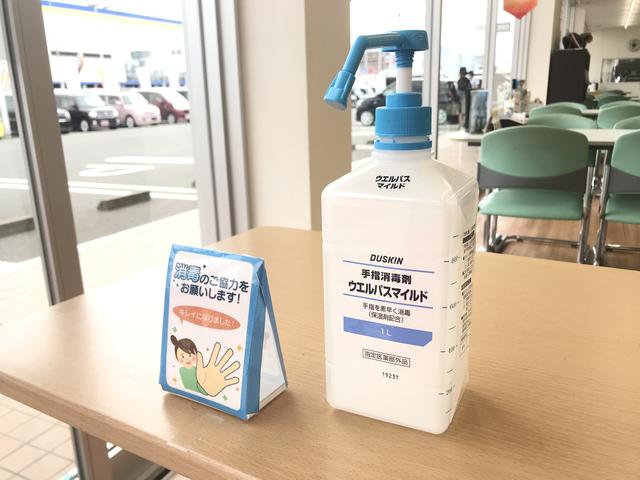 消毒のご協力を
お願いします!
キレイになりました!
ウエルパス
マイルド
DUSKIN
手指消毒剤
ウエルパスマイルド
手指を素早く消毒
(保湿剤配合)
1L
指定医薬部外品
1923T